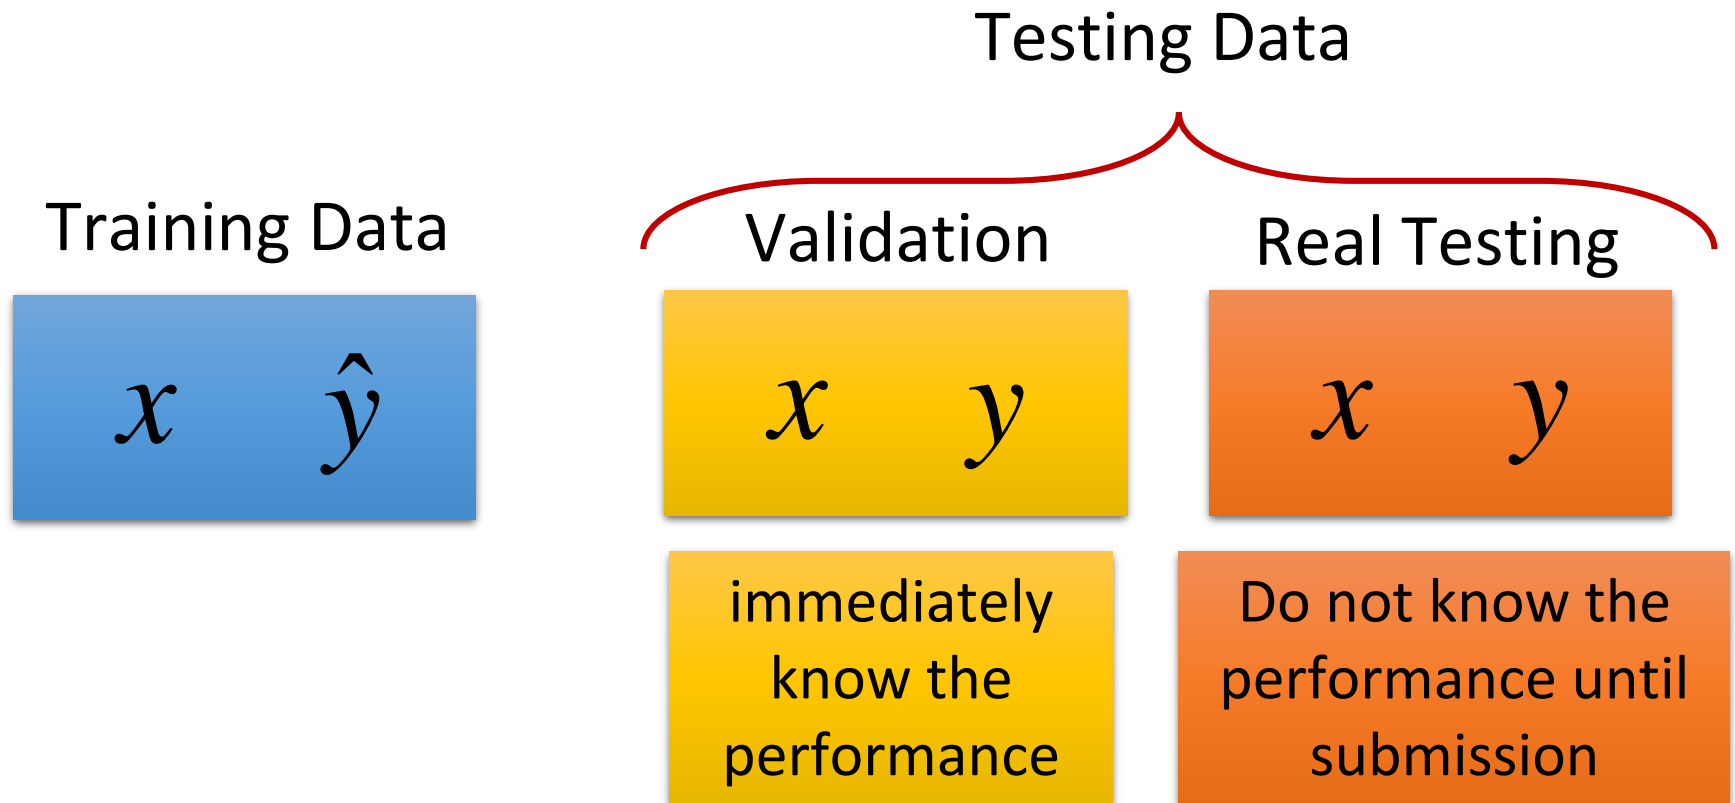 Testing Data
Training Data
Validation
Real Testing
x ŷ
x y
x y
immediately
know the
performance
Do not know the
performance until
submission